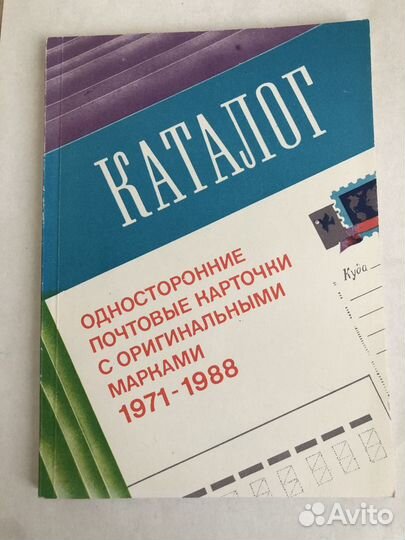 КАТАЛОГ
ОДНОСТОРОННИЕ
ПОЧТОВЫЕ КАРТОЧКИ
С ОРИГИНАЛЬНЫМИ
МАРКАМИ
1971-1988
Куда
Avito